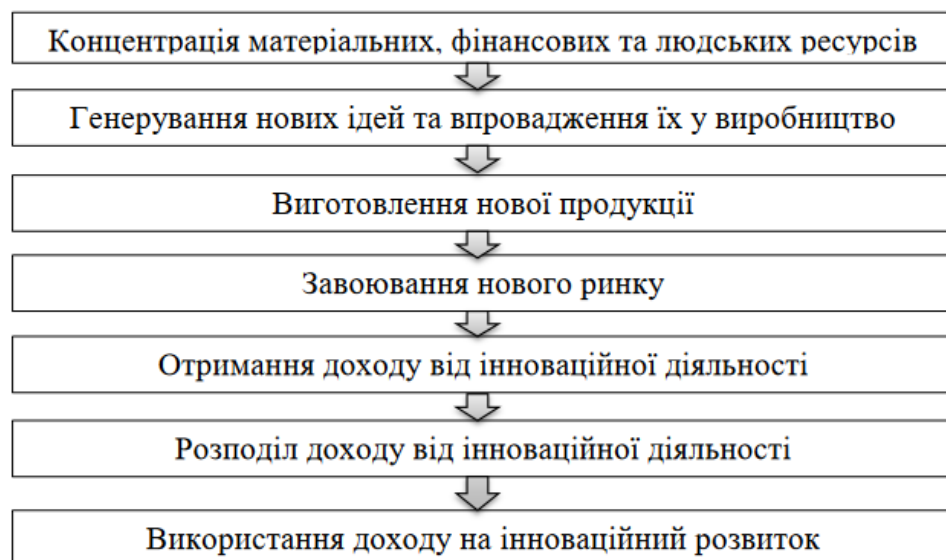 Концентрація матеріальних, фінансових та людських ресурсів
Генерування нових ідей та впровадження їх у виробництво
Виготовлення нової продукції
Завоювання нового ринку
Отримання доходу від інноваційної діяльності
Розподіл доходу від інноваційної діяльності
Використання доходу на інноваційний розвиток